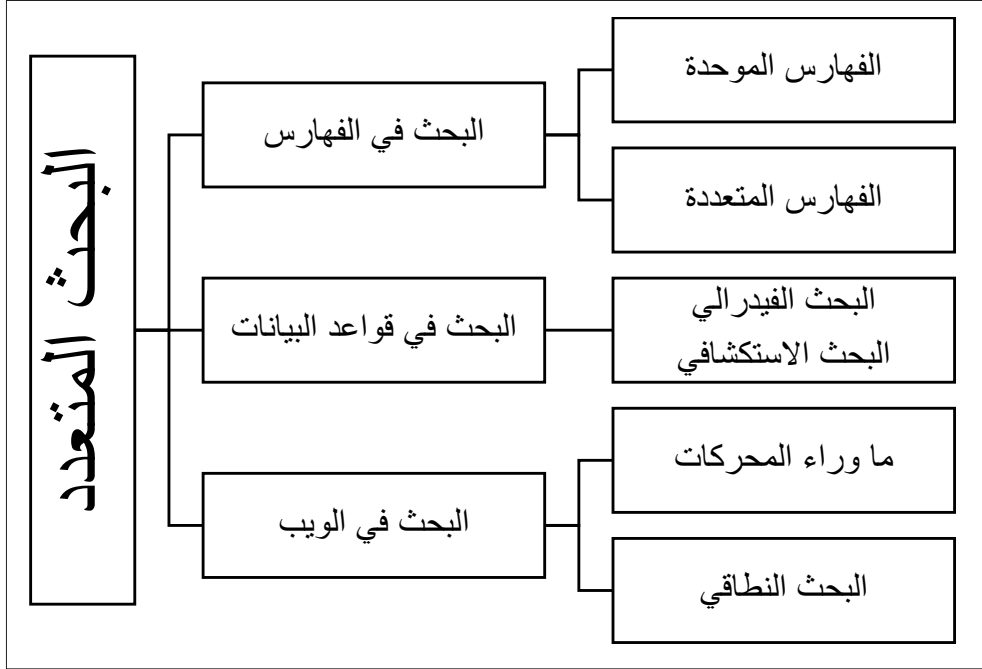 البحث المتعدد
البحث في الفهارس
الفهارس الموحدة
الفهارس المتعددة
البحث في قواعد البيانات
البحث الفيدرالي
البحث الاستكشافي
البحث في الويب
ما وراء المحركات
البحث النطاقي